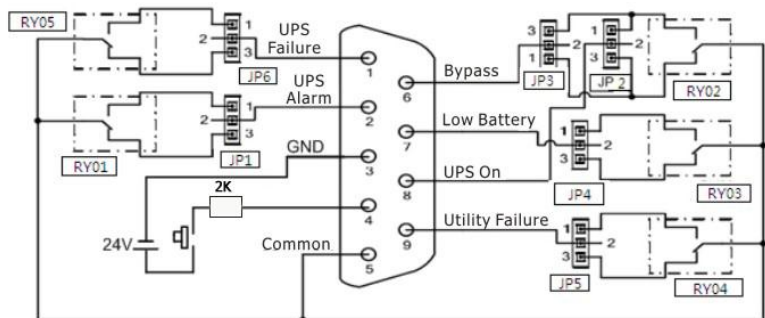 RY05
1
2
3
JP6
UPS
Failure
1
RY01
1
2
3
JP1
UPS
Alarm
2
GND
3
2K
4
24V
Common
5
Bypass
6
3
2
1
JP3
1
2
3
JP 2
RY02
Low Battery
7
1
2
3
JP4
RY03
UPS On
8
Utility Failure
9
1
2
3
JP5
RY04